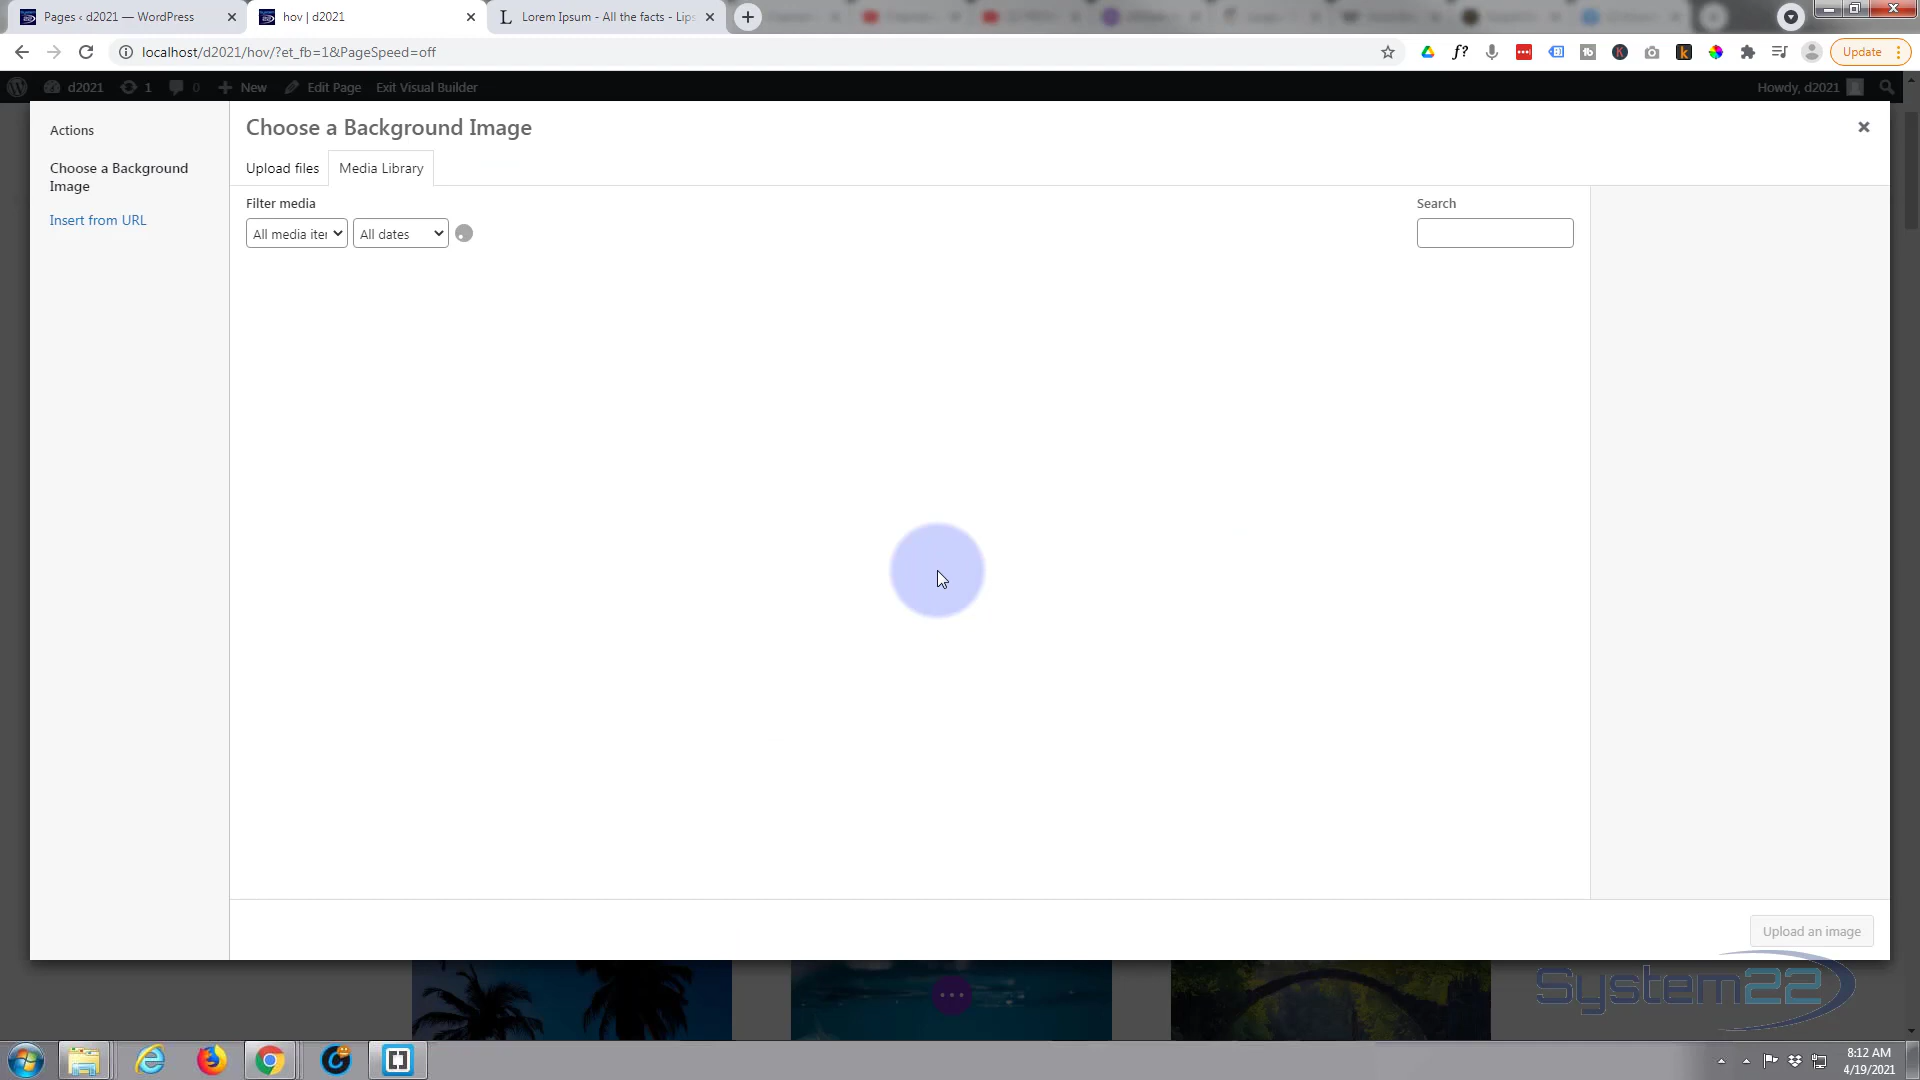 Pages ‹ d2021 — WordPress
hov | d2021
Lorem Ipsum - All the facts - Lips
localhost/d2021/hov/?et_fb=1&PageSpeed=off
Update
d2021
1
0
New
Edit Page
Exit Visual Builder
Howdy, d2021
Actions
Choose a Background
Image
Insert from URL
Choose a Background Image
Upload files
Media Library
Filter media
All media iter
All dates
Search
Upload an image
System22
8:12 AM
4/19/2021